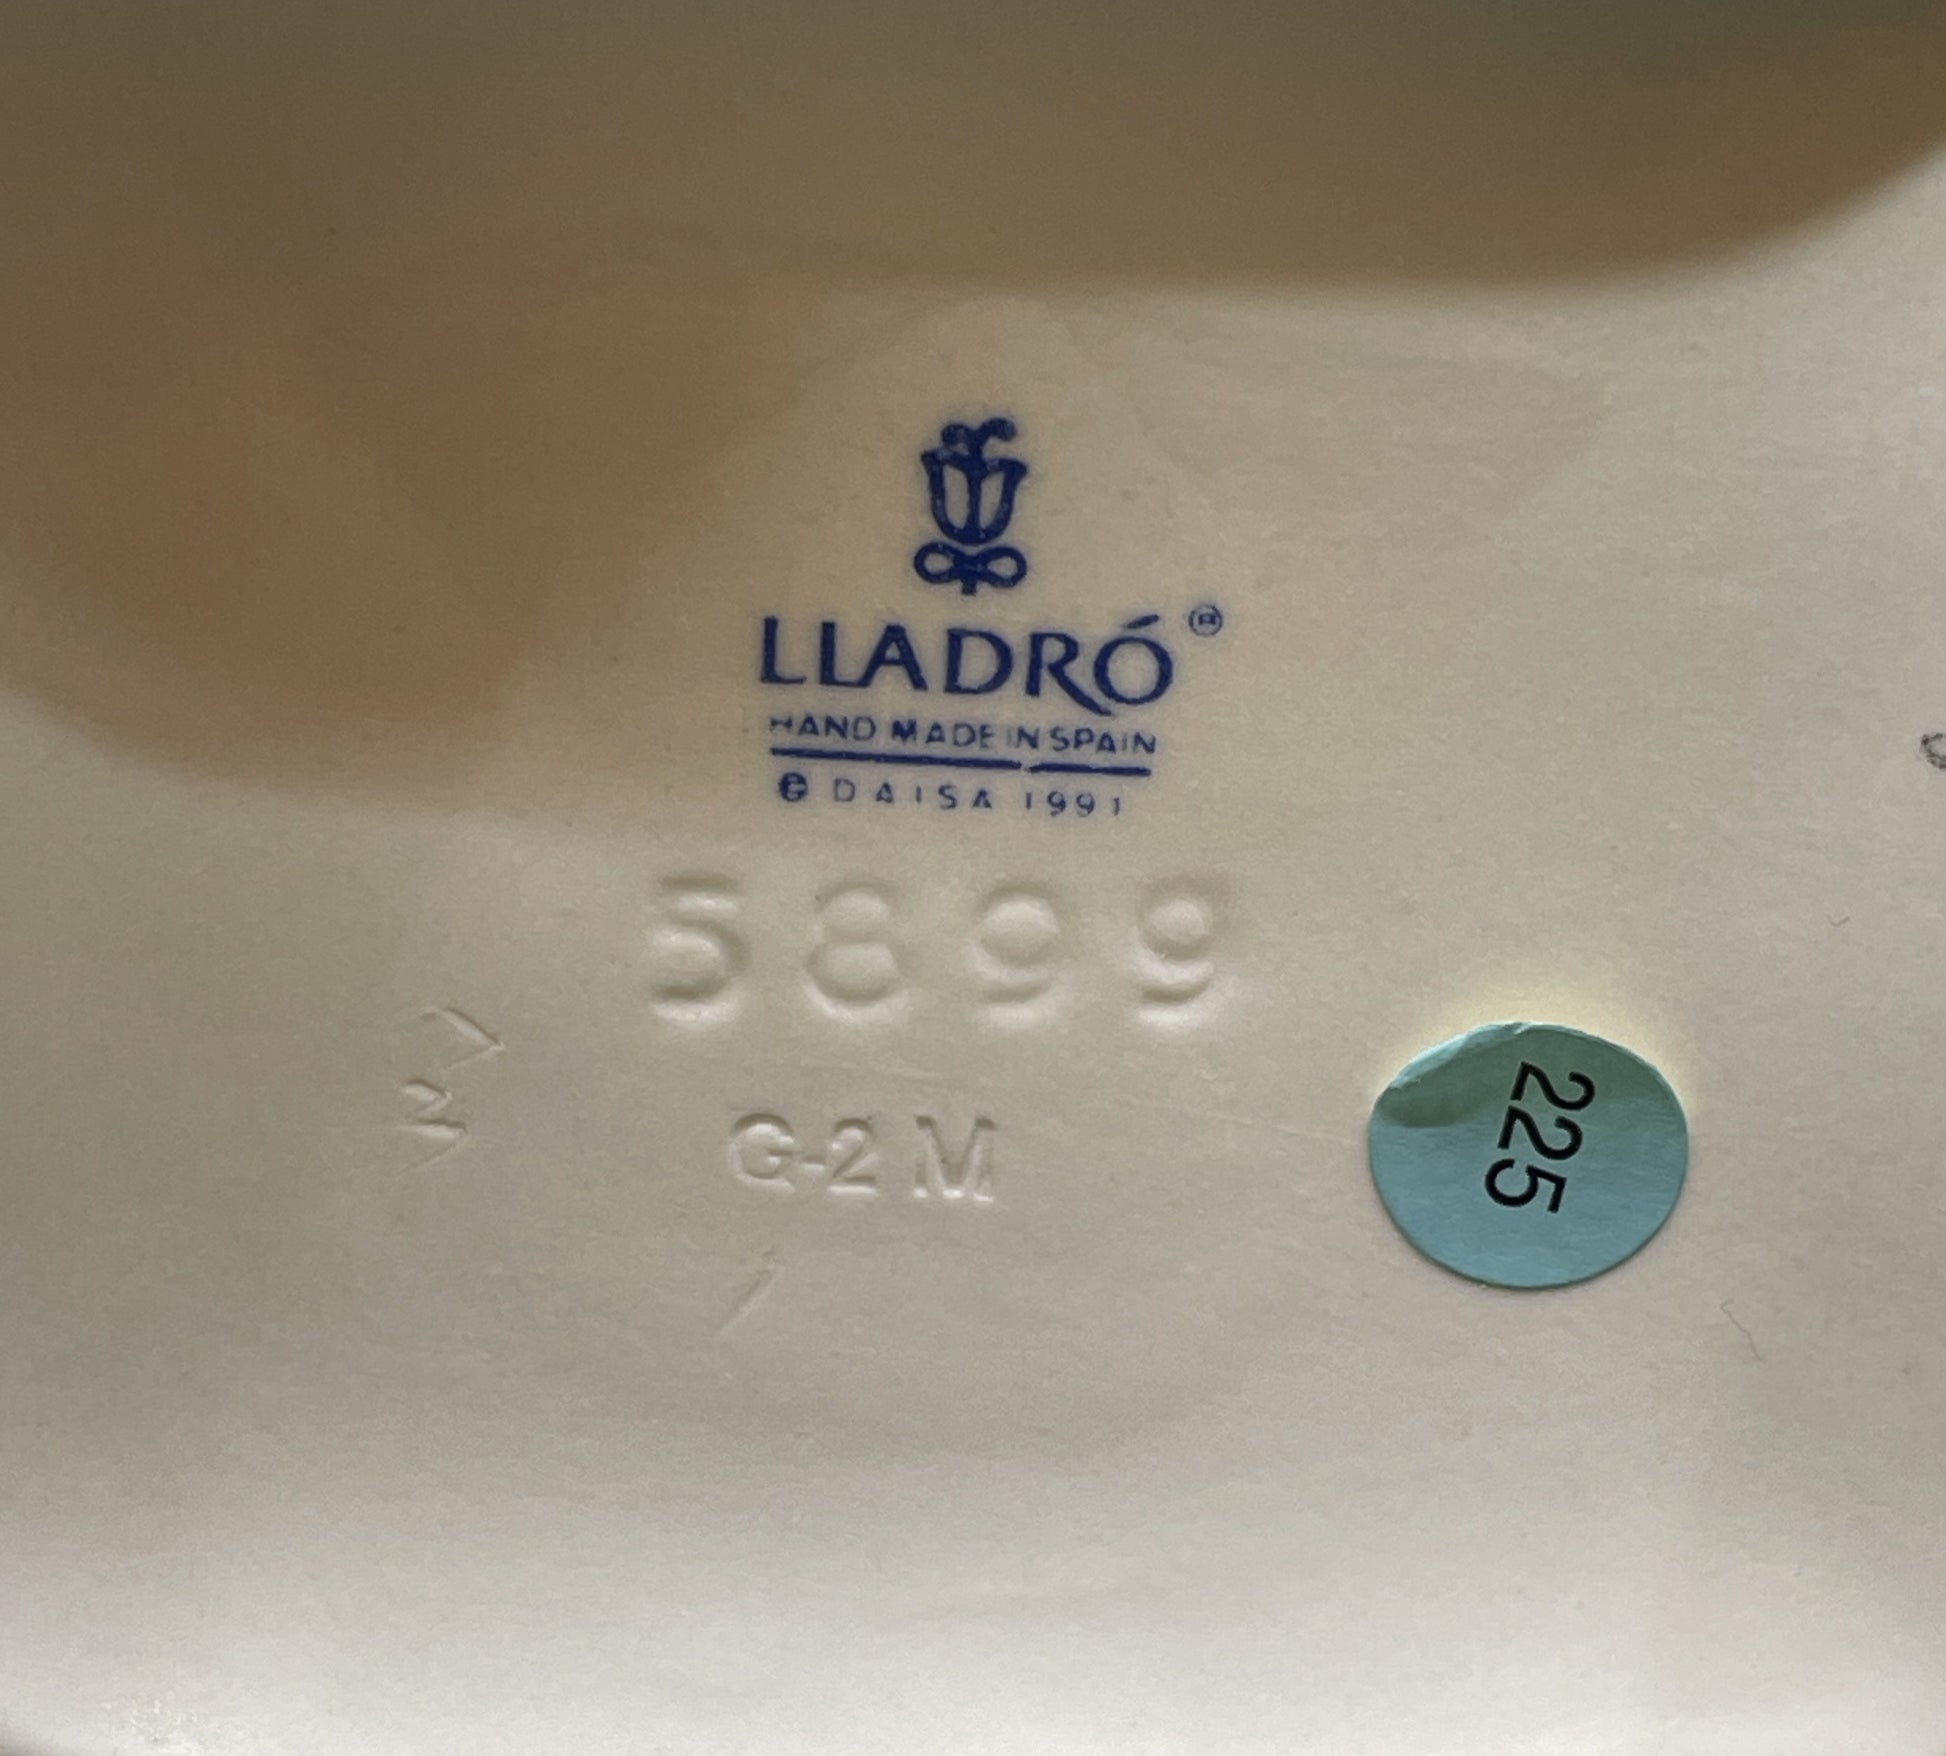 LLADRÓ®
HAND MADE IN SPAIN
© DAISA 1991
5899
G-2 M
225